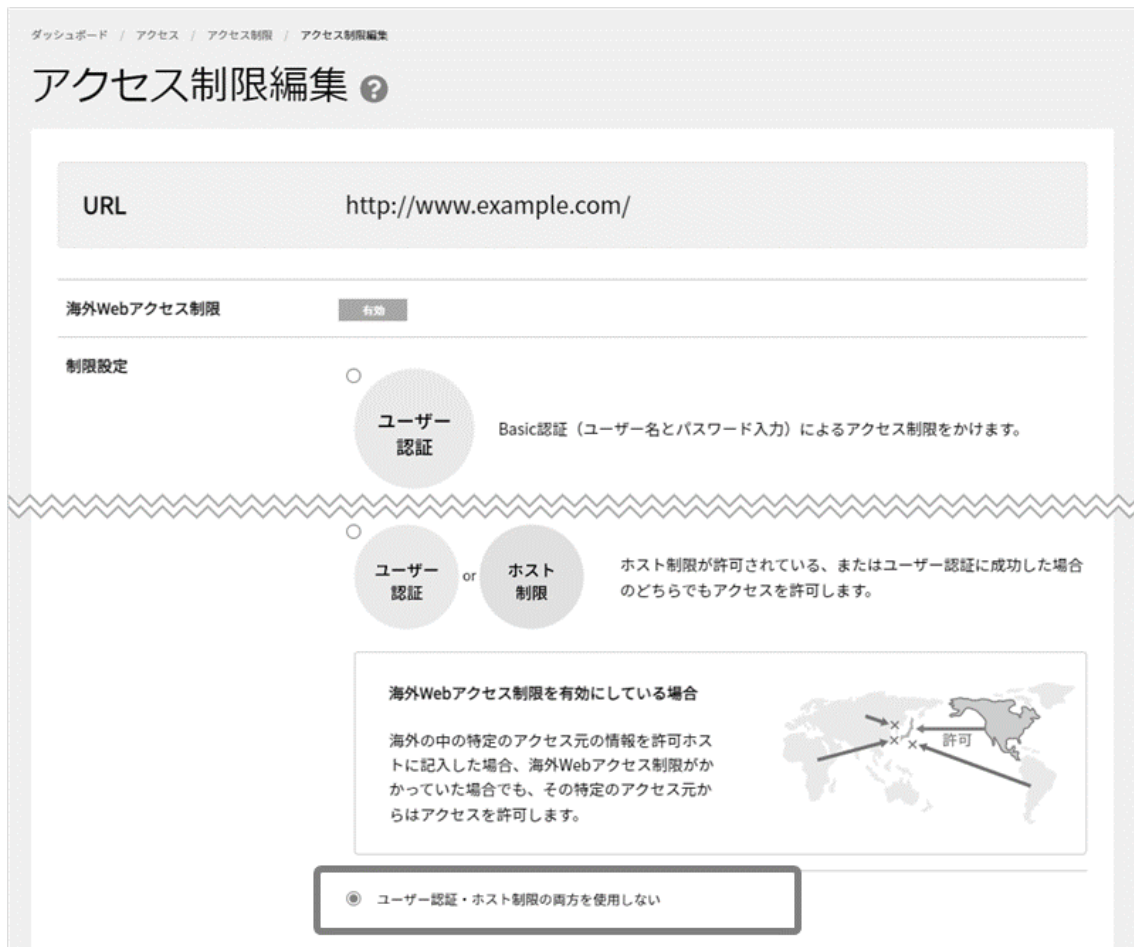 ダッシュボード / アクセス / アクセス制限 / アクセス制限編集
アクセス制限編集 ?
URL http://www.example.com/
海外Webアクセス制限 有効
制限設定
ユーザー
認証
Basic認証（ユーザー名とパスワード入力）によるアクセス制限をかけます。
ユーザー
認証
or
ホスト
制限
ホスト制限が許可されている、またはユーザー認証に成功した場合
のどちらでもアクセスを許可します。
海外Webアクセス制限を有効にしている場合
海外の中の特定のアクセス元の情報を許可ホス
トに記入した場合、海外Webアクセス制限がか
かっていた場合でも、その特定のアクセス元か
らはアクセスを許可します。
許可
ユーザー認証・ホスト制限の両方を使用しない